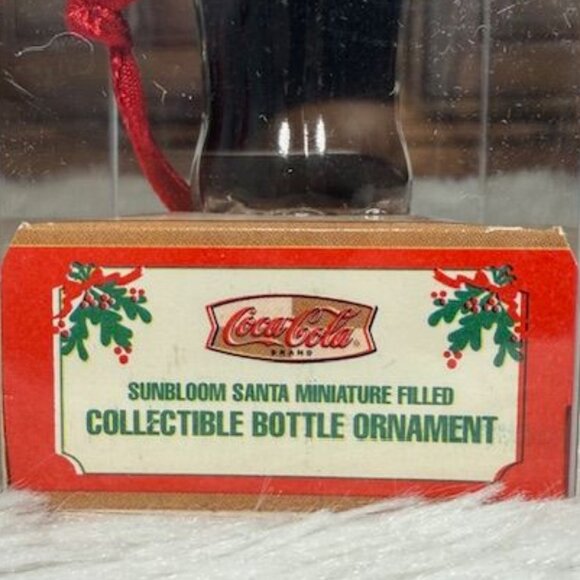 Coca-Cola®
BRAND
SUNBLOOM SANTA MINIATURE FILLED
COLLECTIBLE BOTTLE ORNAMENT